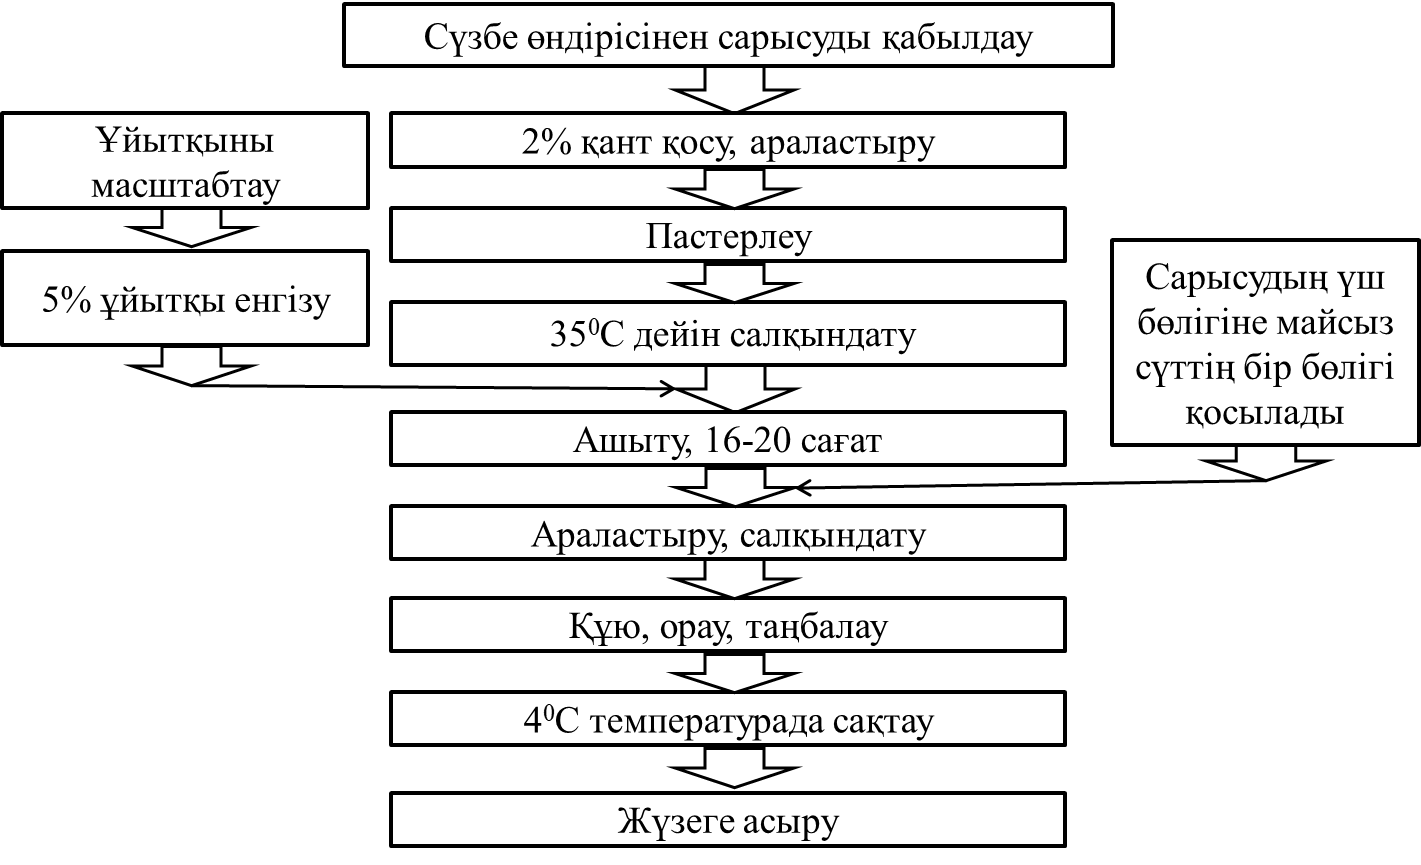 Сүзбе өндірісінен сарысуды қабылдау
Ұйытқыны
масштабтау
2% қант қосу, араластыру
Пастерлеу
5% ұйытқы енгізу
35⁰С дейін салқындату
Сарысудың үш
бөлігіне майсыз
сүттің бір бөлігі
қосылады
Ашыту, 16-20 сағат
Араластыру, салқындату
Құю, орау, таңбалау
4⁰С температурада сақтау
Жүзеге асыру